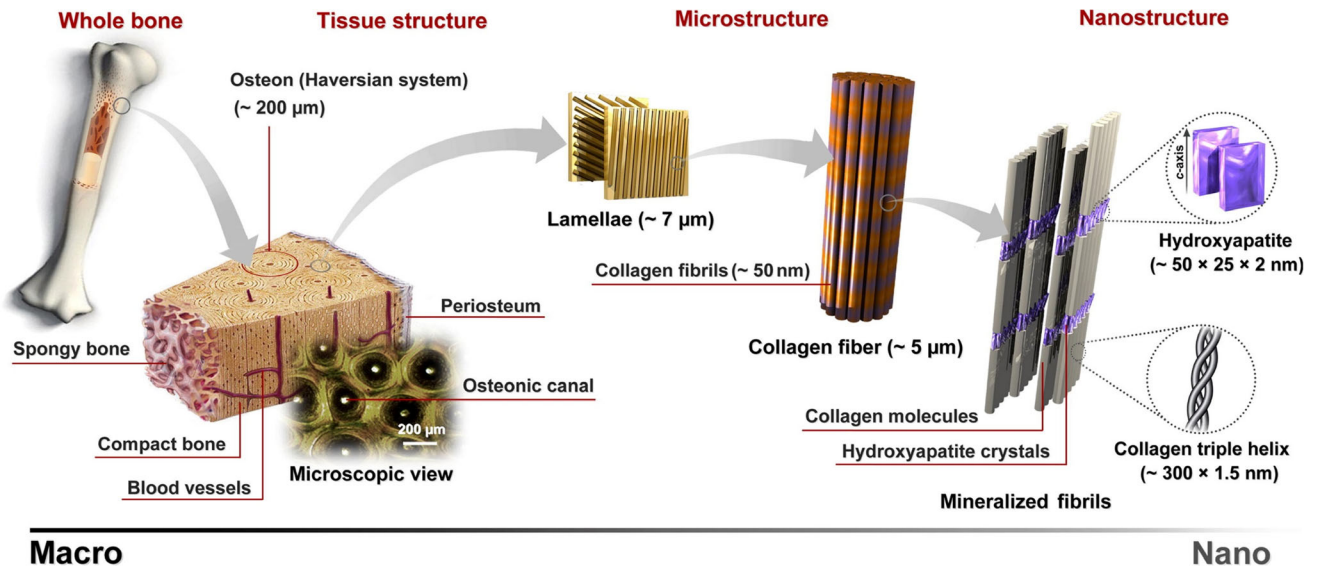 Whole bone
Tissue structure
Microstructure
Nanostructure
Osteon (Haversian system)
(~ 200 µm)
c-axis
Lamellae (~ 7 µm)
Hydroxyapatite
(~ 50 × 25 × 2 nm)
Collagen fibrils (~ 50 nm)
Periosteum
Spongy bone
Collagen fiber (~ 5 µm)
Osteonic canal
Collagen molecules
200 µm
Compact bone
Hydroxyapatite crystals
Collagen triple helix
(~ 300 × 1.5 nm)
Microscopic view
Blood vessels
Mineralized fibrils
Macro
Nano